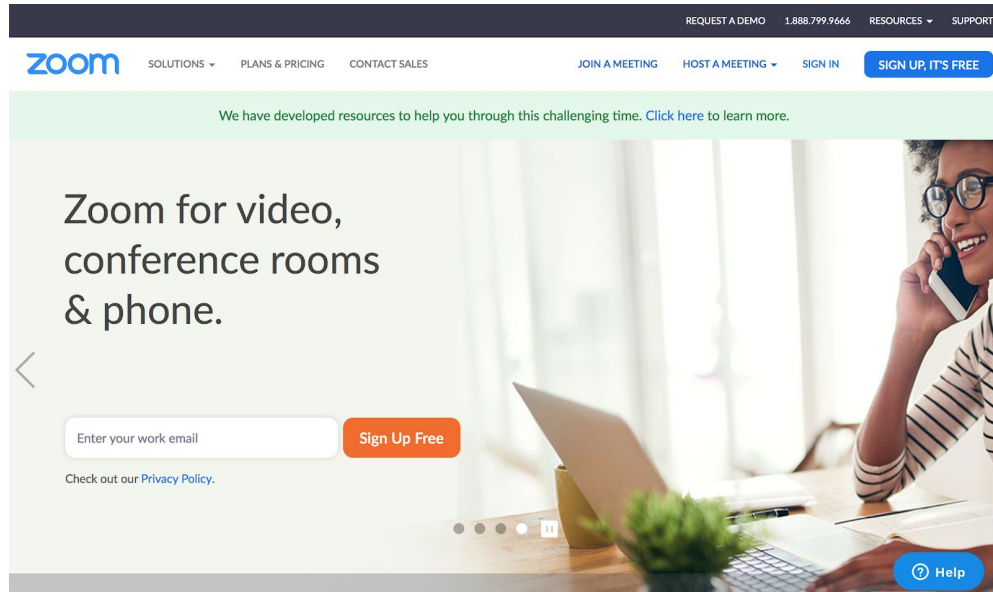 REQUEST A DEMO 1.888.799.9666 RESOURCES SUPPORT
zoom SOLUTIONS PLANS & PRICING CONTACT SALES JOIN A MEETING HOST A MEETING SIGN IN SIGN UP, IT'S FREE
We have developed resources to help you through this challenging time. Click here to learn more.
Zoom for video,
conference rooms
& phone.
Enter your work email Sign Up Free
Check out our Privacy Policy.
Help